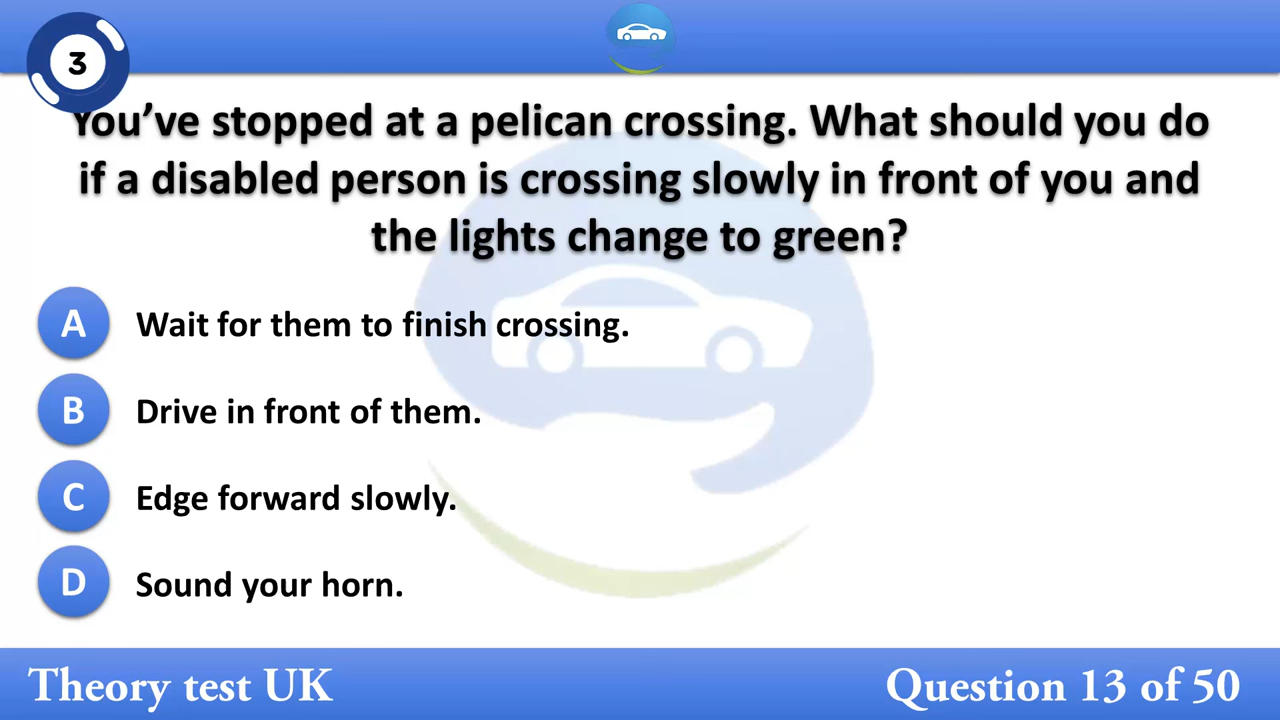 3
You've stopped at a pelican crossing. What should you do
if a disabled person is crossing slowly in front of you and
the lights change to green?
A Wait for them to finish crossing.
B Drive in front of them.
C Edge forward slowly.
D Sound your horn.
Theory test UK Question 13 of 50